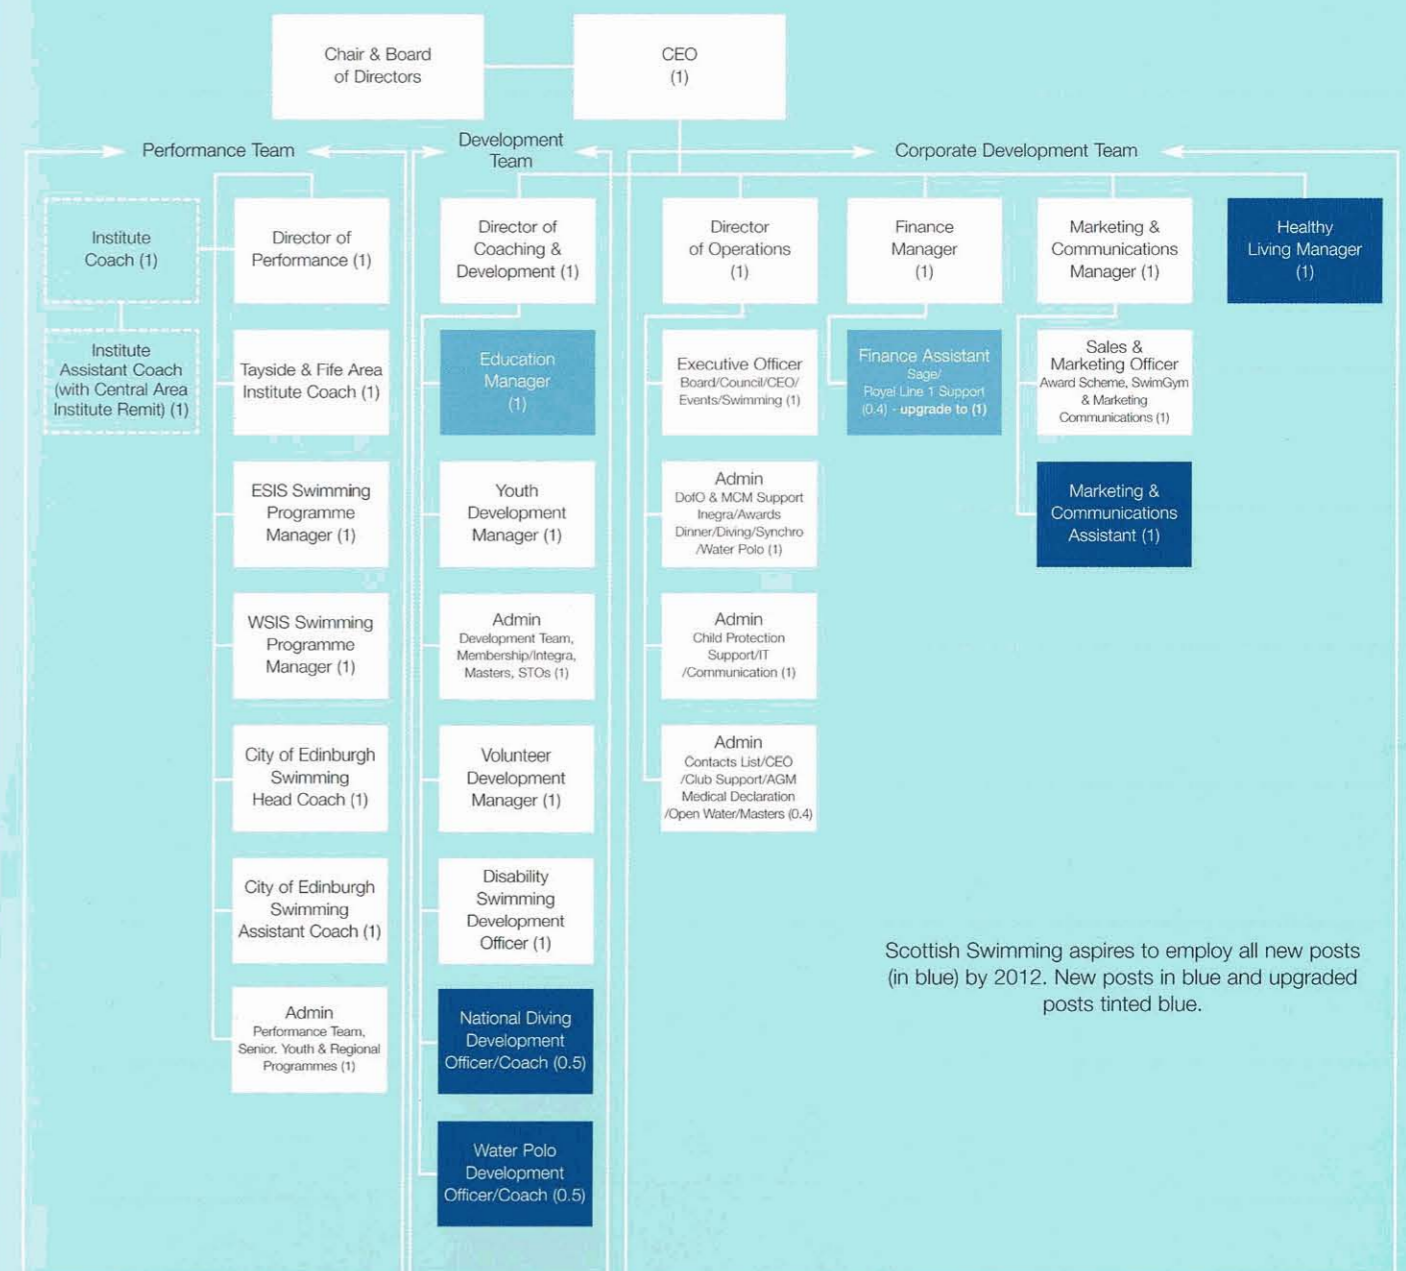 Chair & Board
of Directors
CEO
(1)
Performance Team
Development
Team
Corporate Development Team
Institute
Coach (1)
Director of
Performance (1)
Director of
Coaching &
Development (1)
Director
of Operations
(1)
Finance
Manager
(1)
Marketing &
Communications
Manager (1)
Healthy
Living Manager
(1)
Institute
Assistant Coach
(with Central Area
Institute Remit) (1)
Tayside & Fife Area
Institute Coach (1)
Education
Manager
(1)
Executive Officer
Board/Council/CEO/
Events/Swimming (1)
Finance Assistant
Sage/
Royal Line 1 Support
(0.4) - upgrade to (1)
Sales &
Marketing Officer
Award Scheme, SwimGym
& Marketing
Communications (1)
ESIS Swimming
Programme
Manager (1)
Youth
Development
Manager (1)
Admin
DofO & MCM Support
Inegra/Awards
Dinner/Diving/Synchro
/Water Polo (1)
Marketing &
Communications
Assistant (1)
WSIS Swimming
Programme
Manager (1)
Admin
Development Team,
Membership/Integra,
Masters, STOs (1)
Admin
Child Protection
Support/IT
/Communication (1)
City of Edinburgh
Swimming
Head Coach (1)
Volunteer
Development
Manager (1)
Admin
Contacts List/CEO
/Club Support/AGM
Medical Declaration
/Open Water/Masters (0.4)
City of Edinburgh
Swimming
Assistant Coach (1)
Disability
Swimming
Development
Officer (1)
Admin
Performance Team,
Senior, Youth & Regional
Programmes (1)
National Diving
Development
Officer/Coach (0.5)
Water Polo
Development
Officer/Coach (0.5)
Scottish Swimming aspires to employ all new posts
(in blue) by 2012. New posts in blue and upgraded
posts tinted blue.